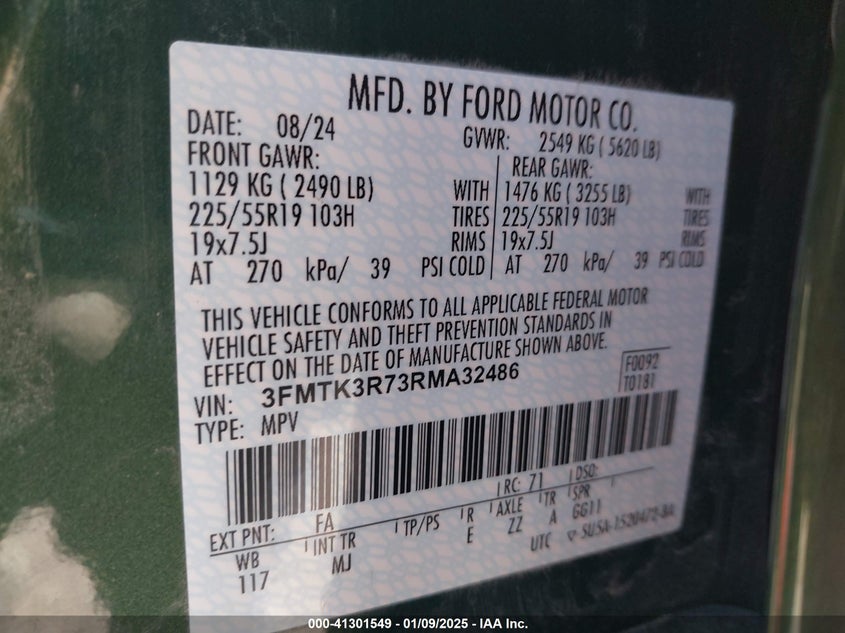 MFD. BY FORD MOTOR CO.
DATE: 08/24 GVWR: 2549 KG ( 5620 LB)
FRONT GAWR: REAR GAWR:
1129 KG ( 2490 LB) WITH 1476 KG ( 3255 LB) WITH
225/55R19 103H TIRES 225/55R19 103H TIRES
19x7.5J RIMS 19x7.5J RIMS
AT 270 kPa/ 39 PSI COLD AT 270 kPa/ 39 PSI COLD
THIS VEHICLE CONFORMS TO ALL APPLICABLE FEDERAL MOTOR
VEHICLE SAFETY AND THEFT PREVENTION STANDARDS IN
EFFECT ON THE DATE OF MANUFACTURE SHOWN ABOVE.
F0092
T0181
VIN: 3FMTK3R73RMA32486
TYPE: MPV
RC: 71 DSO:
EXT PNT: FA
WB INT TR TP/PS R AXLE TR SPR
117 MJ E ZZ A GG11
UTC ▽ SU5A-1520472-BA
000-41301549 | 01/09/2025 | IAA Inc.